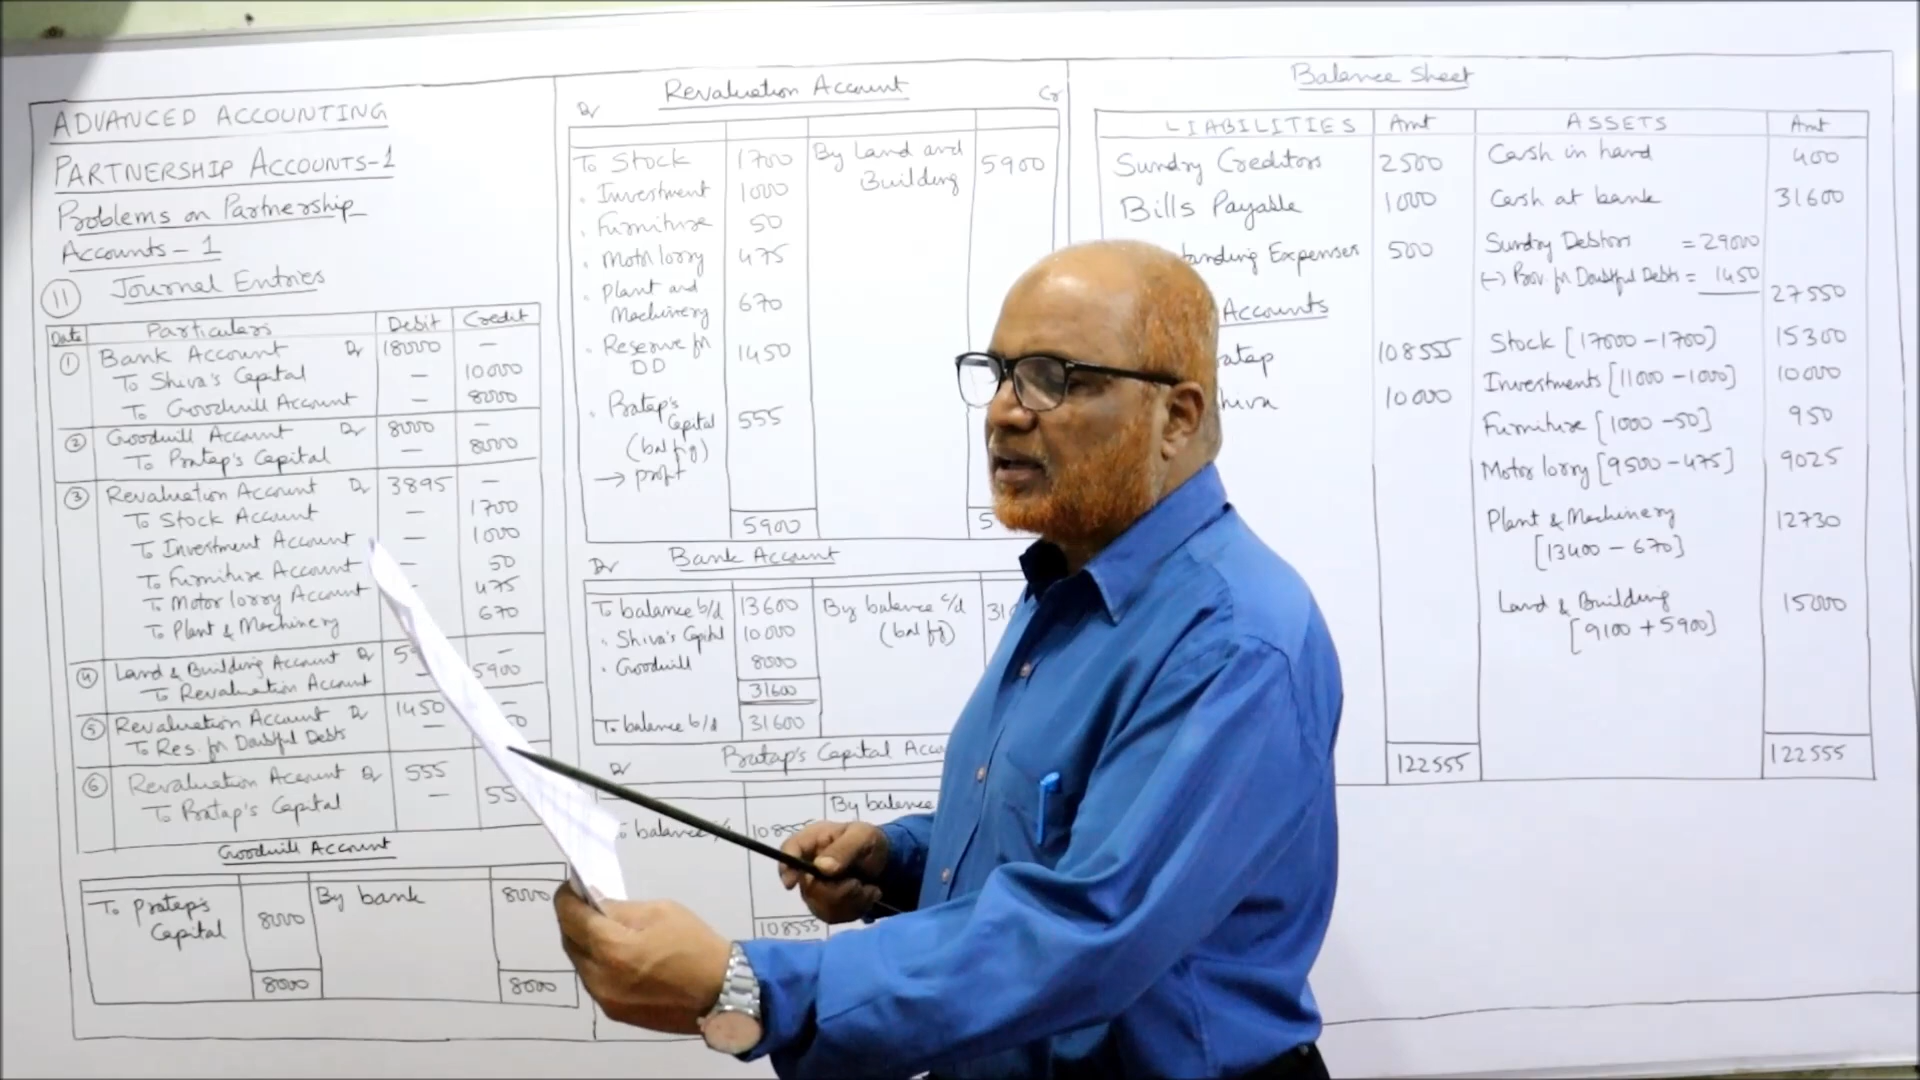 ADVANCED ACCOUNTING
PARTNERSHIP ACCOUNTS-1
Problems on Partnership
Accounts-1
11 Journal Entries
Date Particulars Debit Credit
1 Bank Account Dr 18000 –
To Shiva's Capital – 10000
To Goodwill Account – 8000
2 Goodwill Account Dr 8000 –
To Pratap's Capital – 8000
3 Revaluation Account Dr 3895 –
To Stock Account – 1700
To Investment Account – 1000
To Furniture Account – 50
To Motor lorry Account – 475
To Plant & Machinery 670
4 Land & Building Account Dr –
To Revaluation Account – 5900
5 Revaluation Account Dr 1450 –
To Res. for Doubtful Debts –
6 Revaluation Account Dr 555
To Pratap's Capital –
Goodwill Account
To Pratap's Capital 8000 By bank 8000
8000 8000
Revaluation Account
Dr Cr
To Stock 1700 By Land and Building 5900
" Investment 1000
" Furniture 50
" Motor lorry 475
" Plant and
Machinery 670
" Reserve for
DD 1450
" Pratap's
Capital 555
(bal fig)
→ profit
5900
Dr Bank Account
To balance b/d 13600 By balance c/d
" Shiva's Capital 10000 (bal fig)
" Goodwill 8000
31600
To balance b/d 31600
Pratap's Capital
Dr
By balance
To balance
108555
Balance Sheet
LIABILITIES Amt ASSETS Amt
Sundry Creditors 2500 Cash in hand 400
Bills Payable 1000 Cash at bank 31600
Expenses 500 Sundry Debtors = 29000
(-) Prov. for Doubtful Debts = 1450 27550
Accounts
108555 Stock [17000 – 1700] 15300
10000 Investments [11000 – 1000] 10000
Furniture [1000 – 50] 950
Motor lorry [9500 – 475] 9025
Plant & Machinery 12730
[13400 – 670]
Land & Building 15000
[9100 + 5900]
122555 122555